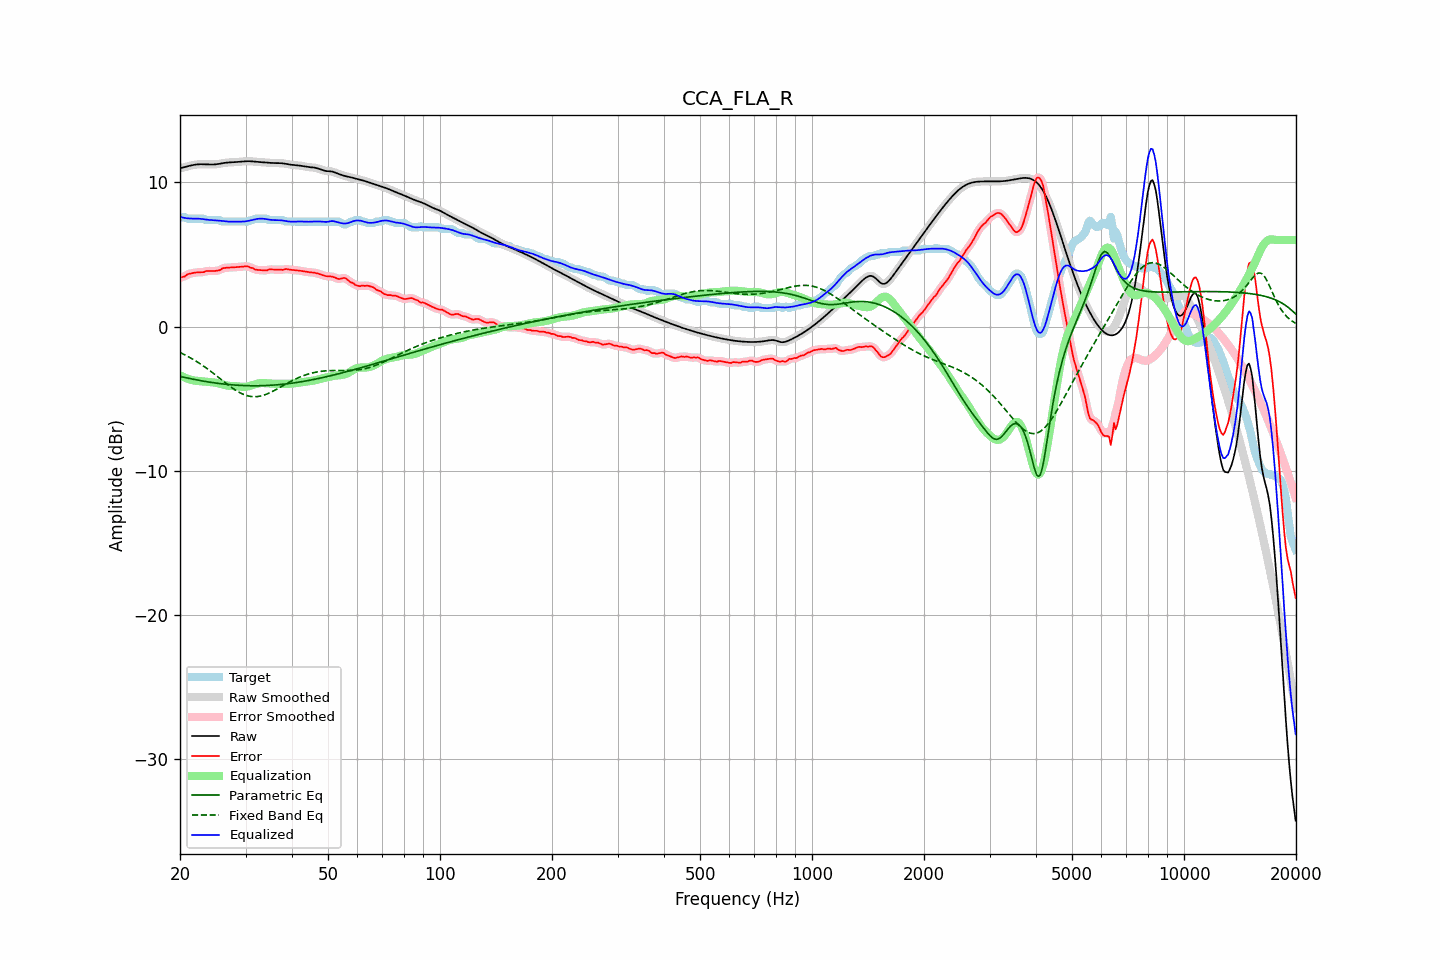 CCA_FLA_R
Amplitude (dBr)
10
0
−10
−20
−30
Target
Raw Smoothed
Error Smoothed
Raw
Error
Equalization
Parametric Eq
Fixed Band Eq
Equalized
20 50 100 200 500 1000 2000 5000 10000 20000
Frequency (Hz)